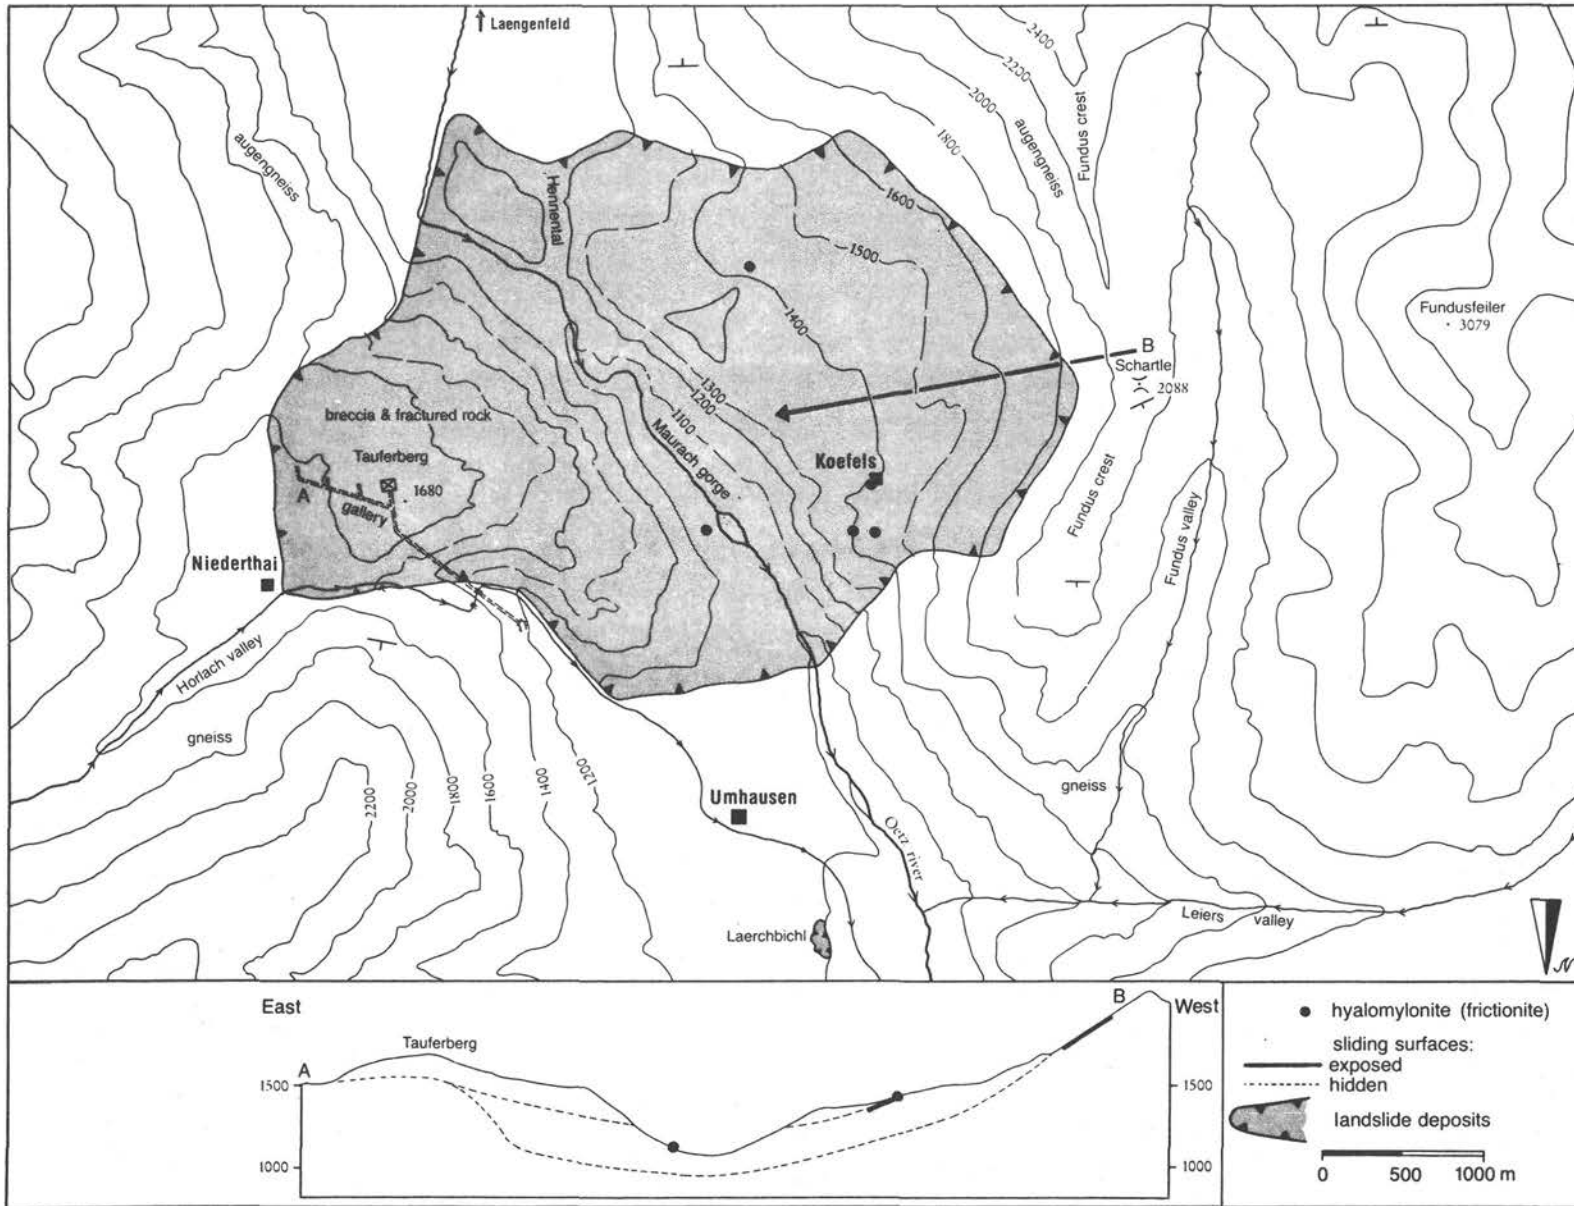 Laengenfeld
2400
2200
2000
1800
augengneiss
Fundus crest
augengneiss
Hennental
1600
1500
1400
Fundusfeiler
3079
B
Schartle
2088
1300
1200
1100
Maurach gorge
breccia & fractured rock
Tauferberg
A
1680
gallery
Koefels
Fundus crest
Fundus valley
Niederthai
Horlach valley
gneiss
2200
2000
1800
1600
1400
1200
Umhausen
gneiss
Oetz river
Leiers valley
Laerchbichl
N
East
B
West
Tauferberg
A
1500
1500
1000
1000
hyalomylonite (frictionite)
sliding surfaces:
exposed
hidden
landslide deposits
0 500 1000 m